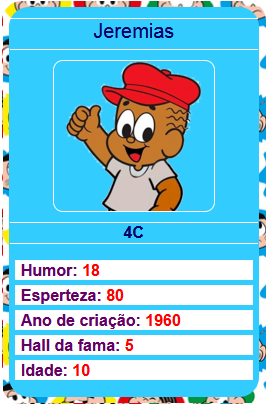 Jeremias
4C
Humor: 18
Esperteza: 80
Ano de criação: 1960
Hall da fama: 5
Idade: 10